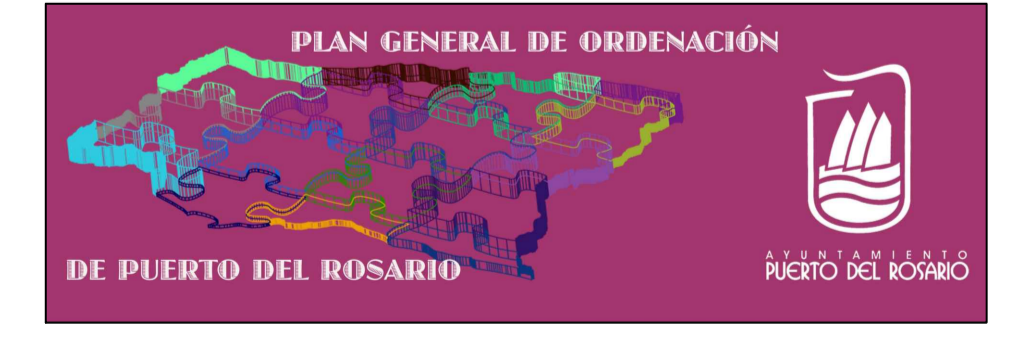 PLAN GENERAL DE ORDENACIÓN
DE PUERTO DEL ROSARIO
AYUNTAMIENTO
PUERTO DEL ROSARIO